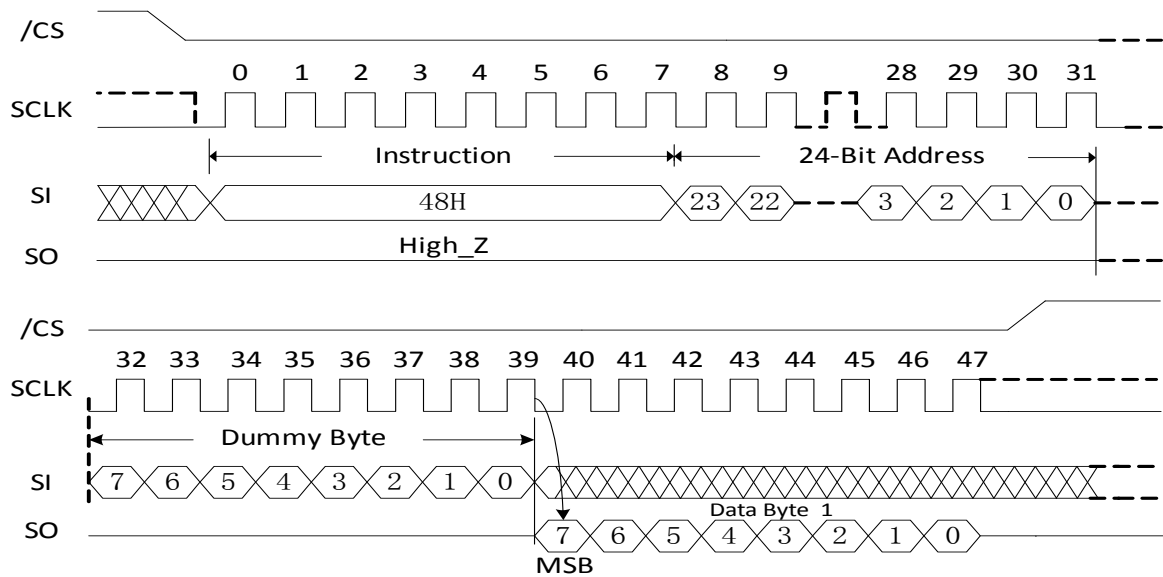 /CS
0 1 2 3 4 5 6 7 8 9 28 29 30 31
SCLK
Instruction 24-Bit Address
SI 48H 23 22 3 2 1 0
High_Z
SO
/CS
32 33 34 35 36 37 38 39 40 41 42 43 44 45 46 47
SCLK
Dummy Byte
SI 7 6 5 4 3 2 1 0
Data Byte 1
SO 7 6 5 4 3 2 1 0
MSB